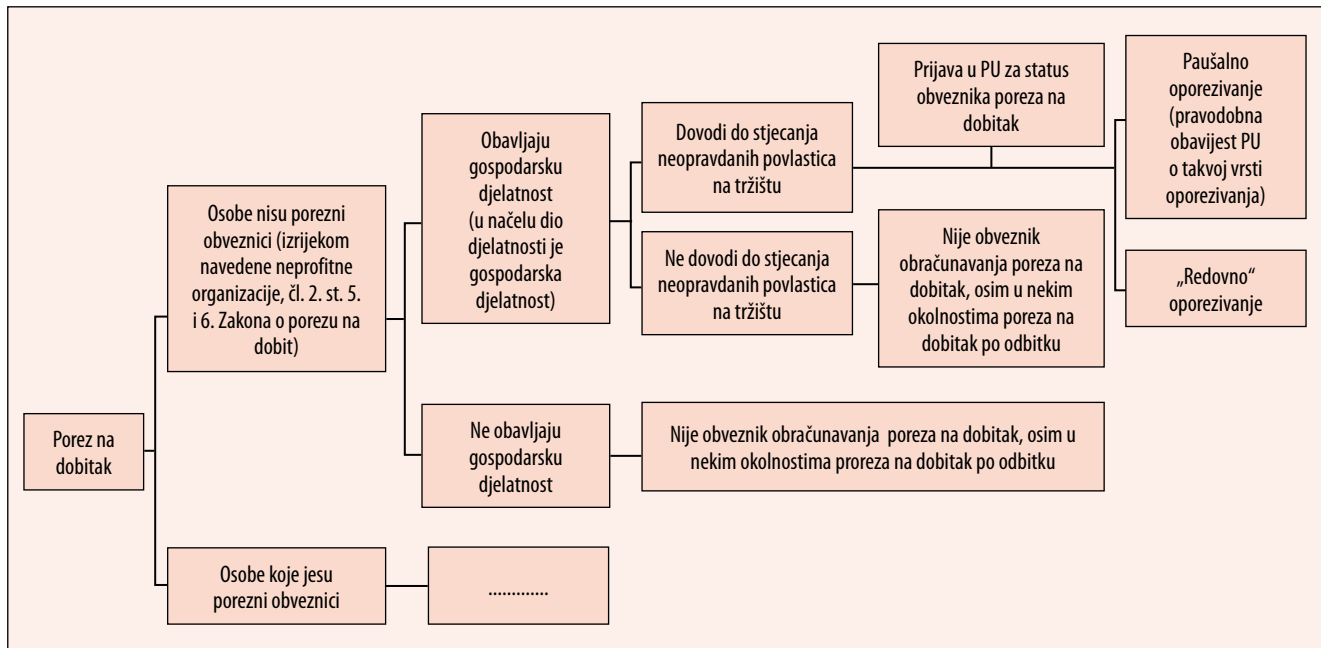 Porez na
dobitak
Osobe nisu porezni
obveznici (izrijekom
navedene neprofitne
organizacije, čl. 2. st. 5.
i 6. Zakona o porezu na
dobit)
Obavljaju
gospodarsku
djelatnost
(u načelu dio
djelatnosti je
gospodarska
djelatnost)
Dovodi do stjecanja
neopravdanih povlastica
na tržištu
Prijava u PU za status
obveznika poreza na
dobitak
Paušalno
oporezivanje
(pravodobna
obavijest PU
o takvoj vrsti
oporezivanja)
„Redovno“
oporezivanje
Ne dovodi do stjecanja
neopravdanih povlastica
na tržištu
Nije obveznik
obračunavanja poreza na
dobitak, osim u nekim
okolnostima poreza na
dobitak po odbitku
Ne obavljaju
gospodarsku
djelatnost
Nije obveznik obračunavanja poreza na dobitak, osim u
nekim okolnostima proreza na dobitak po odbitku
Osobe koje jesu
porezni obveznici
.............